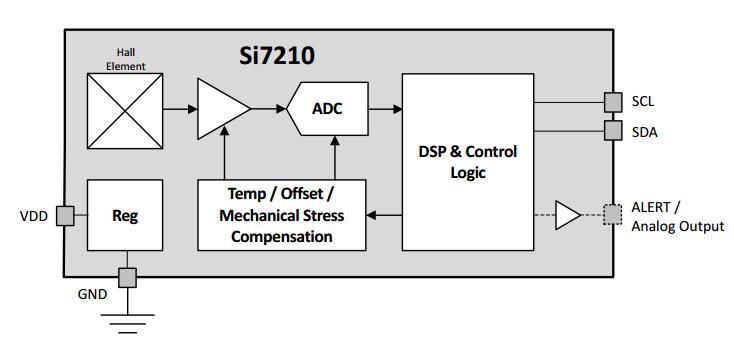 Si7210
Hall
Element
ADC
DSP & Control
Logic
SCL
SDA
Reg
Temp / Offset /
Mechanical Stress
Compensation
VDD
ALERT /
Analog Output
GND